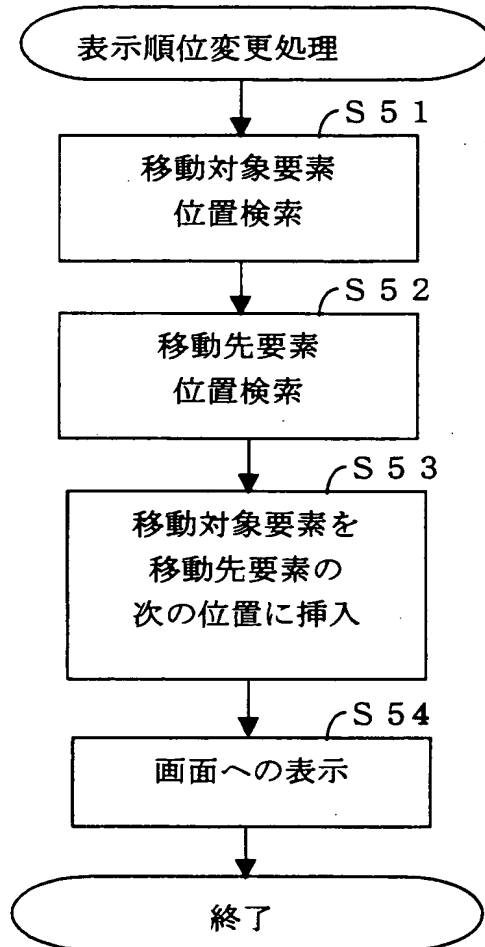 表示順位変更処理
S51
移動対象要素
位置検索
S52
移動先要素
位置検索
S53
移動対象要素を
移動先要素の
次の位置に挿入
S54
画面への表示
終了